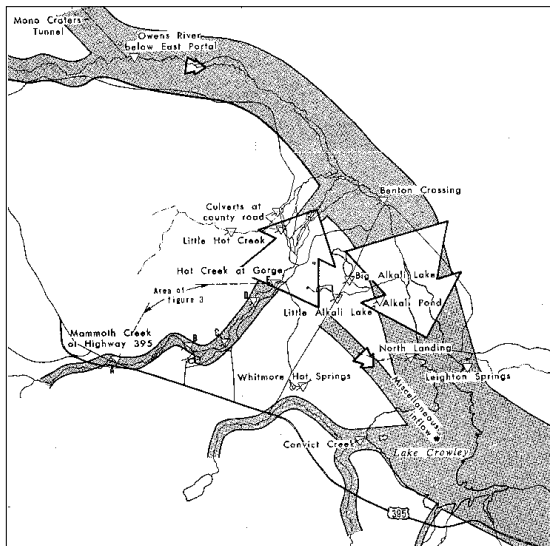 Mono Craters
Tunnel
Owens River
below East Portal
Benton Crossing
Culverts at
county road
Little Hot Creek
Hot Creek at Gorge
E
Big Alkali Lake
Area of
figure 3
D
Alkali Pond
Little Alkali Lake
Mammoth Creek
at Highway 395
B
C
North Landing
A
Leighton Springs
Whitmore Hot Springs
Miscellaneous
inflow
Convict Creek
Lake Crowley
395